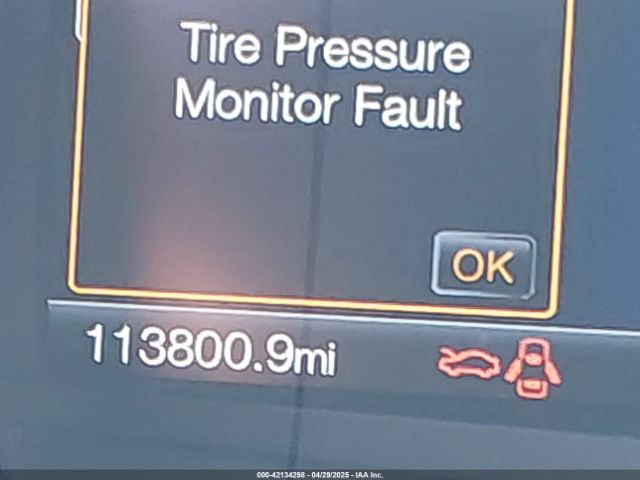 Tire Pressure
Monitor Fault
OK
113800.9mi
000-42134298 - 04/29/2025 - IAA Inc.